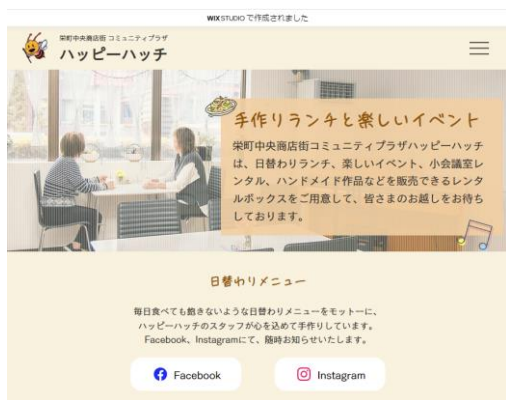 WIX STUDIO で作成されました
栄町中央商店街 コミュニティプラザ
ハッピーハッチ
手作りランチと楽しいイベント
栄町中央商店街コミュニティプラザハッピーハッチ
は、日替わりランチ、楽しいイベント、小会議室レ
ンタル、ハンドメイド作品などを販売できるレンタ
ルボックスをご用意して、皆さまのお越しをお待ち
しております。
日替わりメニュー
毎日食べても飽きないような日替わりメニューをモットーに、
ハッピーハッチのスタッフが心を込めて手作りしています。
Facebook、Instagramにて、随時お知らせいたします。
Facebook
Instagram